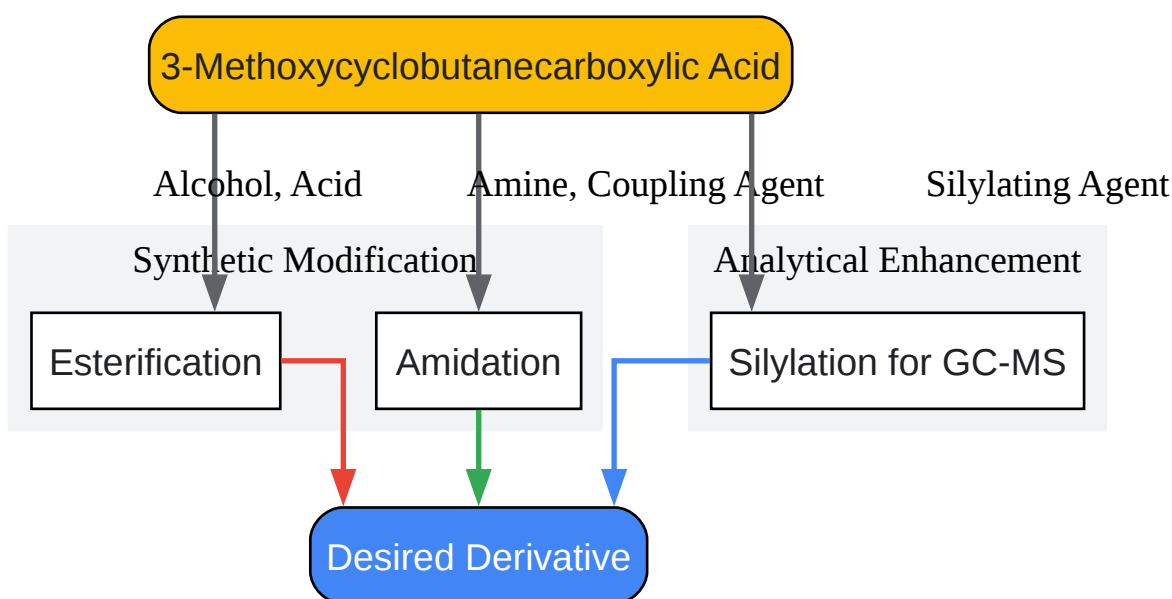 3-Methoxycyclobutanecarboxylic Acid
Alcohol, Acid
Amine, Coupling Agent
Silylating Agent
Synthetic Modification
Analytical Enhancement
Esterification
Amidation
Silylation for GC-MS
Desired Derivative